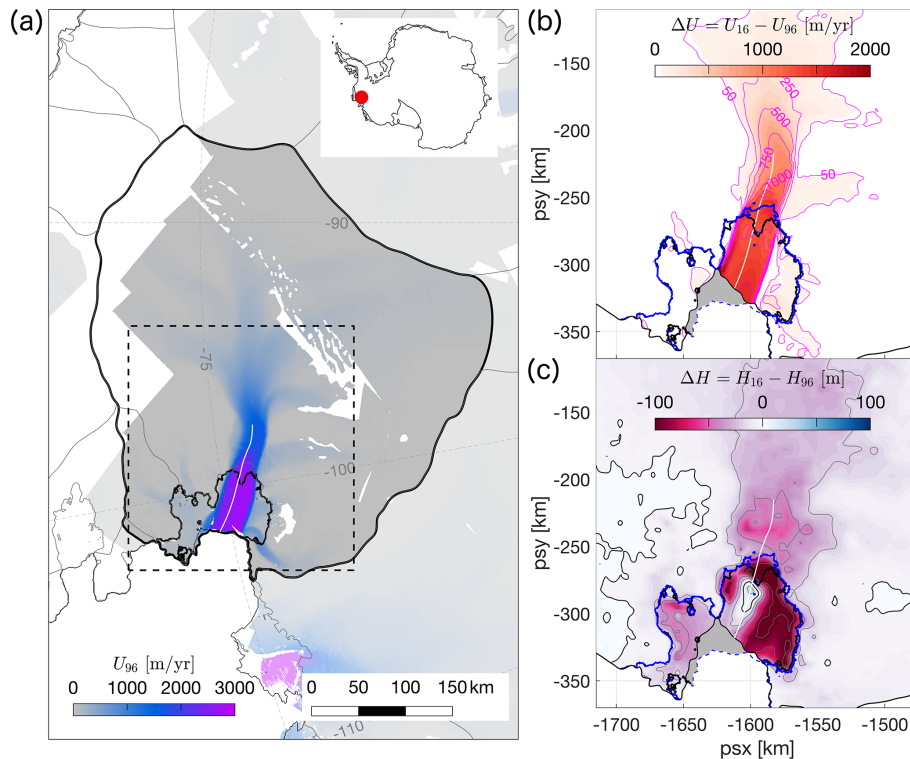 (a)
-90
-75
-100
-110
U₉₆ [m/yr]
0 1000 2000 3000
0 50 100 150 km
(b)
ΔU = U₁₆ − U₉₆ [m/yr]
0 1000 2000
-150
-200
-250
-300
-350
psy [km]
50
250
500
750
1000
50
(c)
ΔH = H₁₆ − H₉₆ [m]
-100 0 100
-150
-200
-250
-300
-350
psy [km]
-1700 -1650 -1600 -1550 -1500
psx [km]